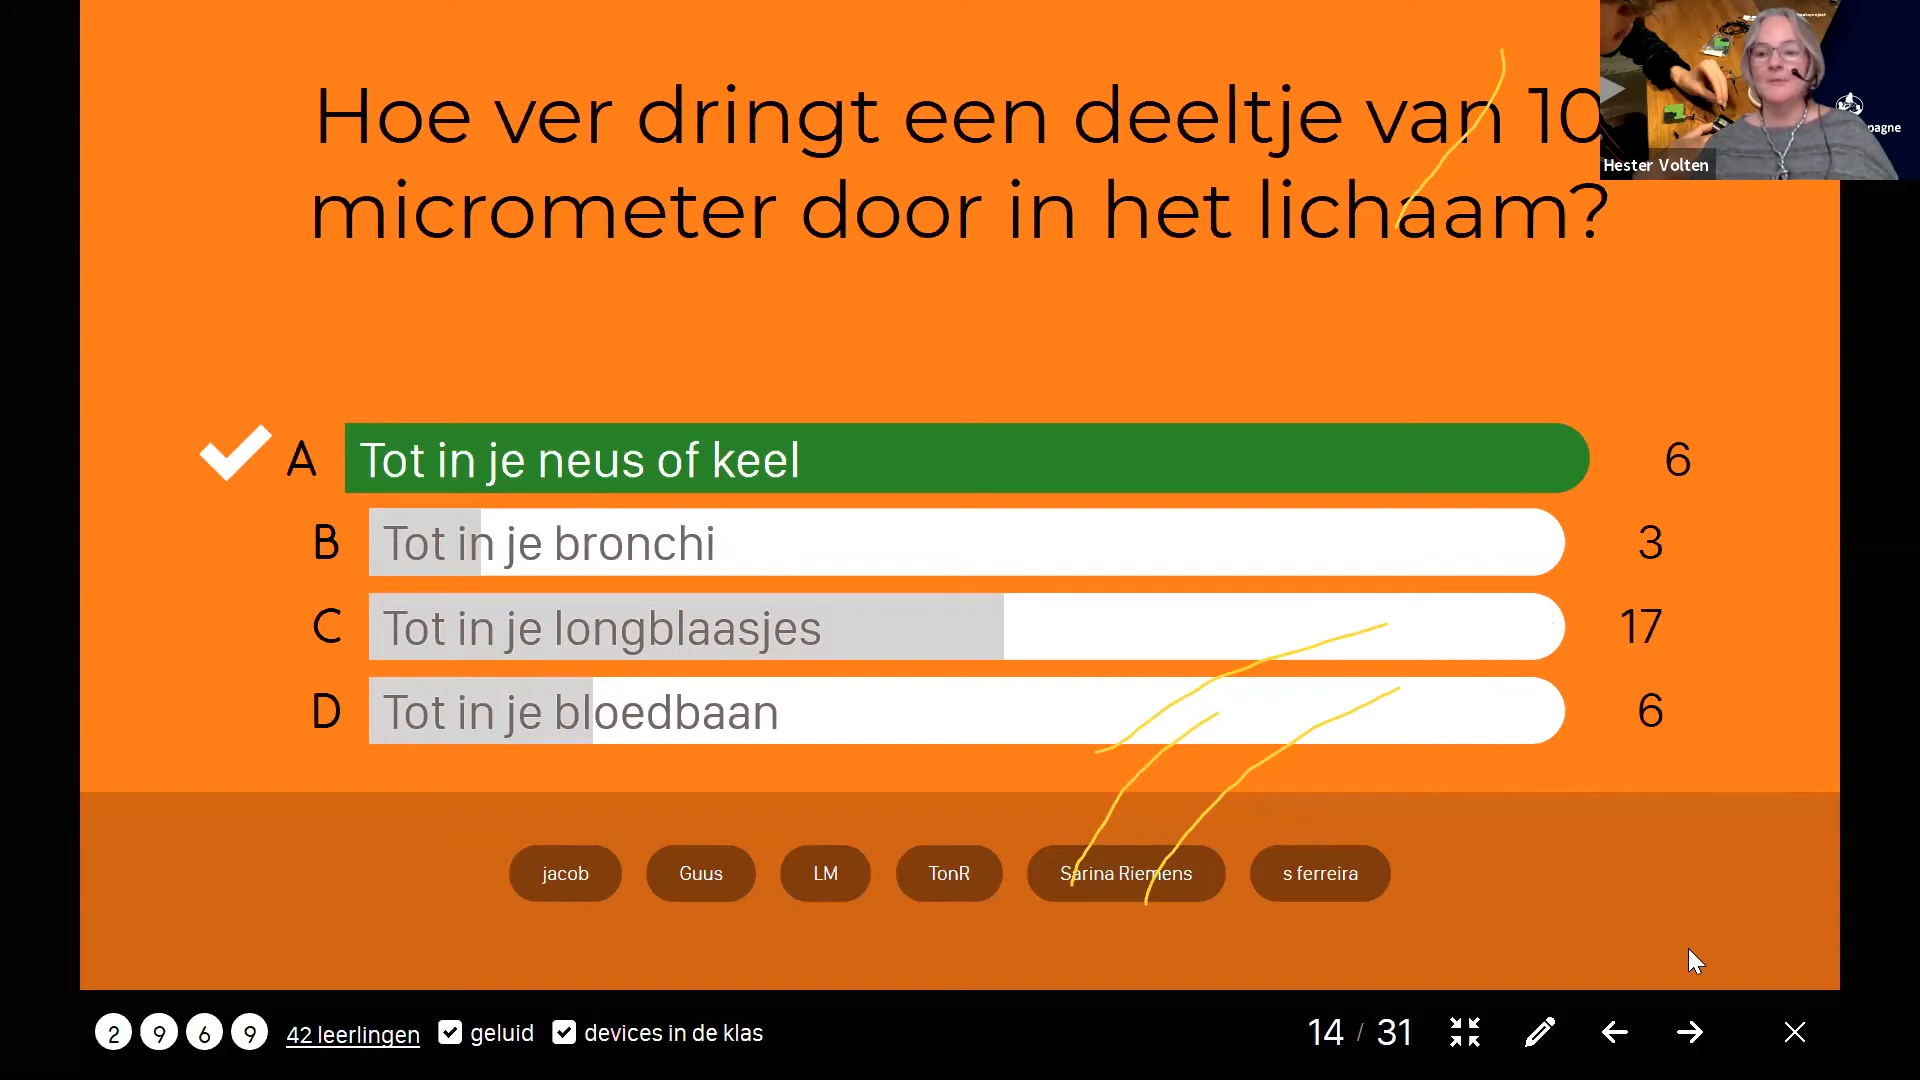 Hoe ver dringt een deeltje van 10
micrometer door in het lichaam?
pagne
Hester Volten
A Tot in je neus of keel 6
B Tot in je bronchi 3
C Tot in je longblaasjes 17
D Tot in je bloedbaan 6
jacob Guus LM TonR Sarina Riemens s ferreira
2 9 6 9 42 leerlingen geluid devices in de klas 14 / 31